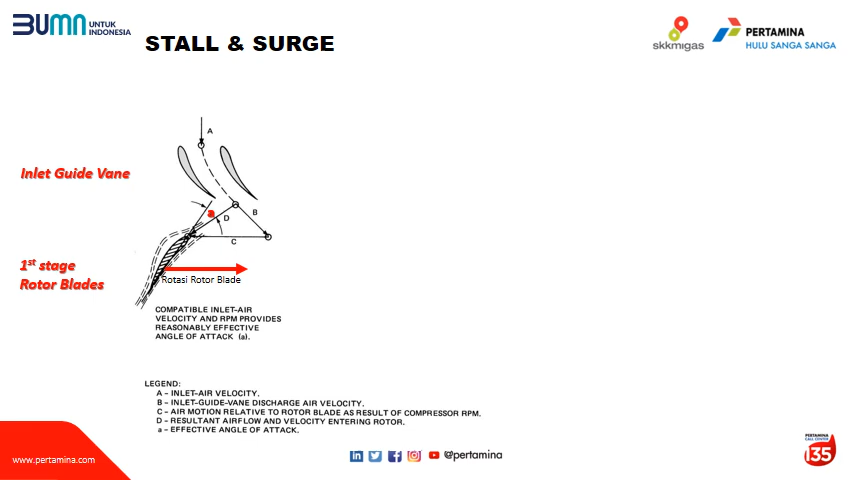 BUMN UNTUK
INDONESIA
STALL & SURGE
skkmigas
PERTAMINA
HULU SANGA SANGA
A
Inlet Guide Vane
a
D
B
C
1st stage
Rotor Blades
Rotasi Rotor Blade
COMPATIBLE INLET-AIR
VELOCITY AND RPM PROVIDES
REASONABLY EFFECTIVE
ANGLE OF ATTACK (a).
LEGEND:
A – INLET-AIR VELOCITY.
B – INLET-GUIDE-VANE DISCHARGE AIR VELOCITY.
C – AIR MOTION RELATIVE TO ROTOR BLADE AS RESULT OF COMPRESSOR RPM.
D – RESULTANT AIRFLOW AND VELOCITY ENTERING ROTOR.
a – EFFECTIVE ANGLE OF ATTACK.
www.pertamina.com
@pertamina
PERTAMINA
CALL CENTER
135